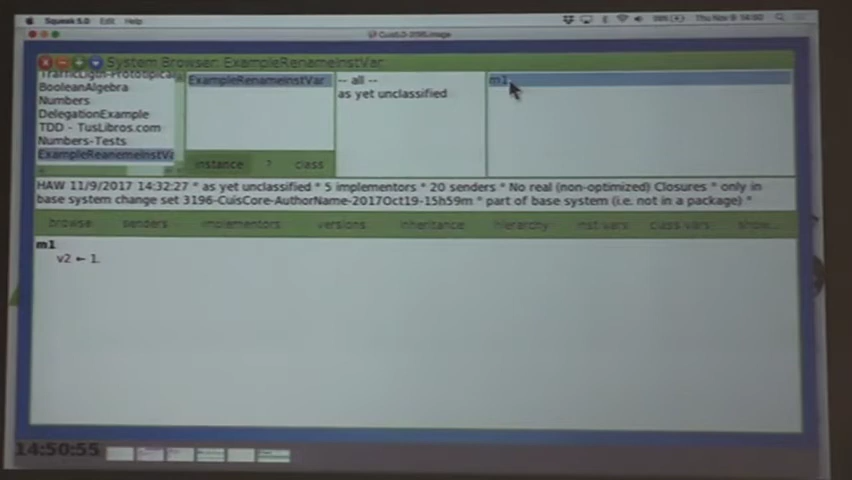 Squeak 5.0 Edit Help
Thu Nov 9
System Browser: ExampleRenameInstVar
TrafficLigth-Prototypical
BooleanAlgebra
Numbers
DelegationExample
TDD - TusLibros.com
Numbers-Tests
ExampleReanemeInstVa
ExampleRenameInstVar
instance ? class
-- all --
as yet unclassified
m1
HAW 11/9/2017 14:32:27 * as yet unclassified * 5 implementors * 20 senders * No real (non-optimized) Closures * only in
base system change set 3196-CuisCore-AuthorName-2017Oct19-15h59m * part of base system (i.e. not in a package) *
browse senders implementors versions inheritance hierarchy inst vars class vars show...
m1
v2 ← 1.
14:50:55